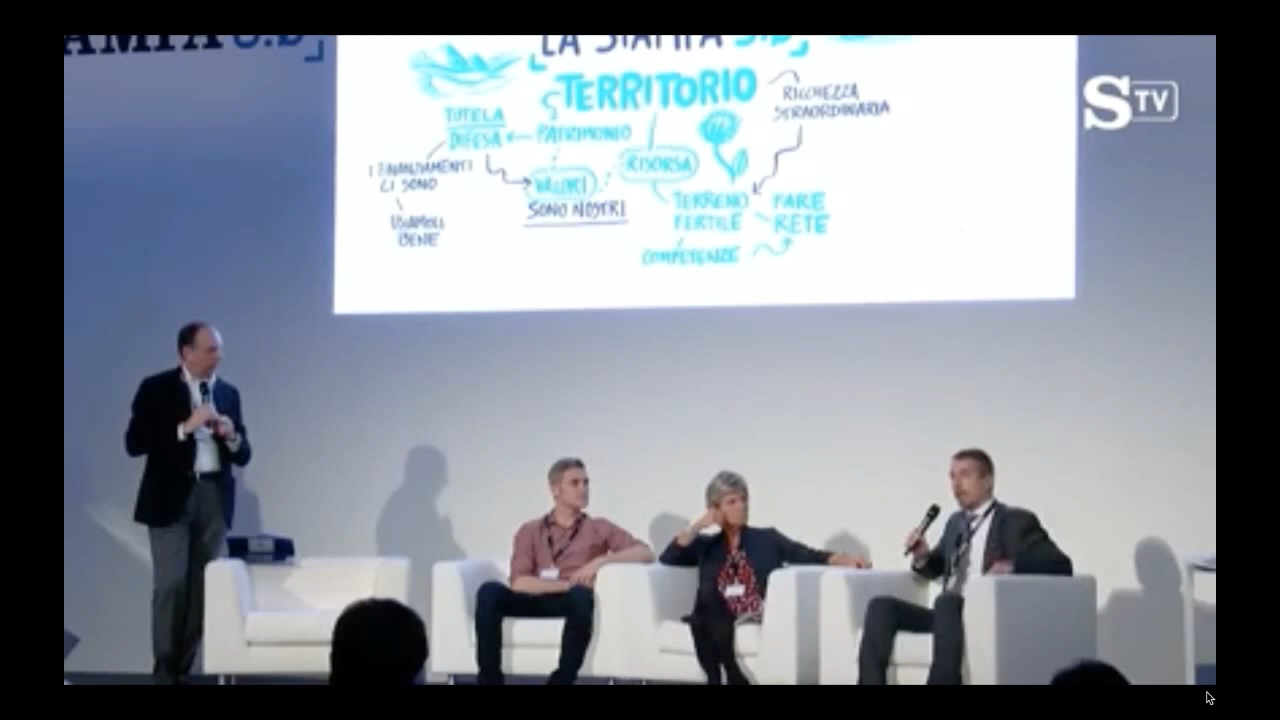 LA STAMPA
TERRITORIO
TUTELA
DIFESA
PATRIMONIO
RICCHEZZA
STRAORDINARIA
I FINANZIAMENTI
CI SONO
USIAMOLI
BENE
VALORI
SONO NOSTRI
RISORSA
TERRENO
FERTILE
FARE
RETE
COMPETENZE
STV